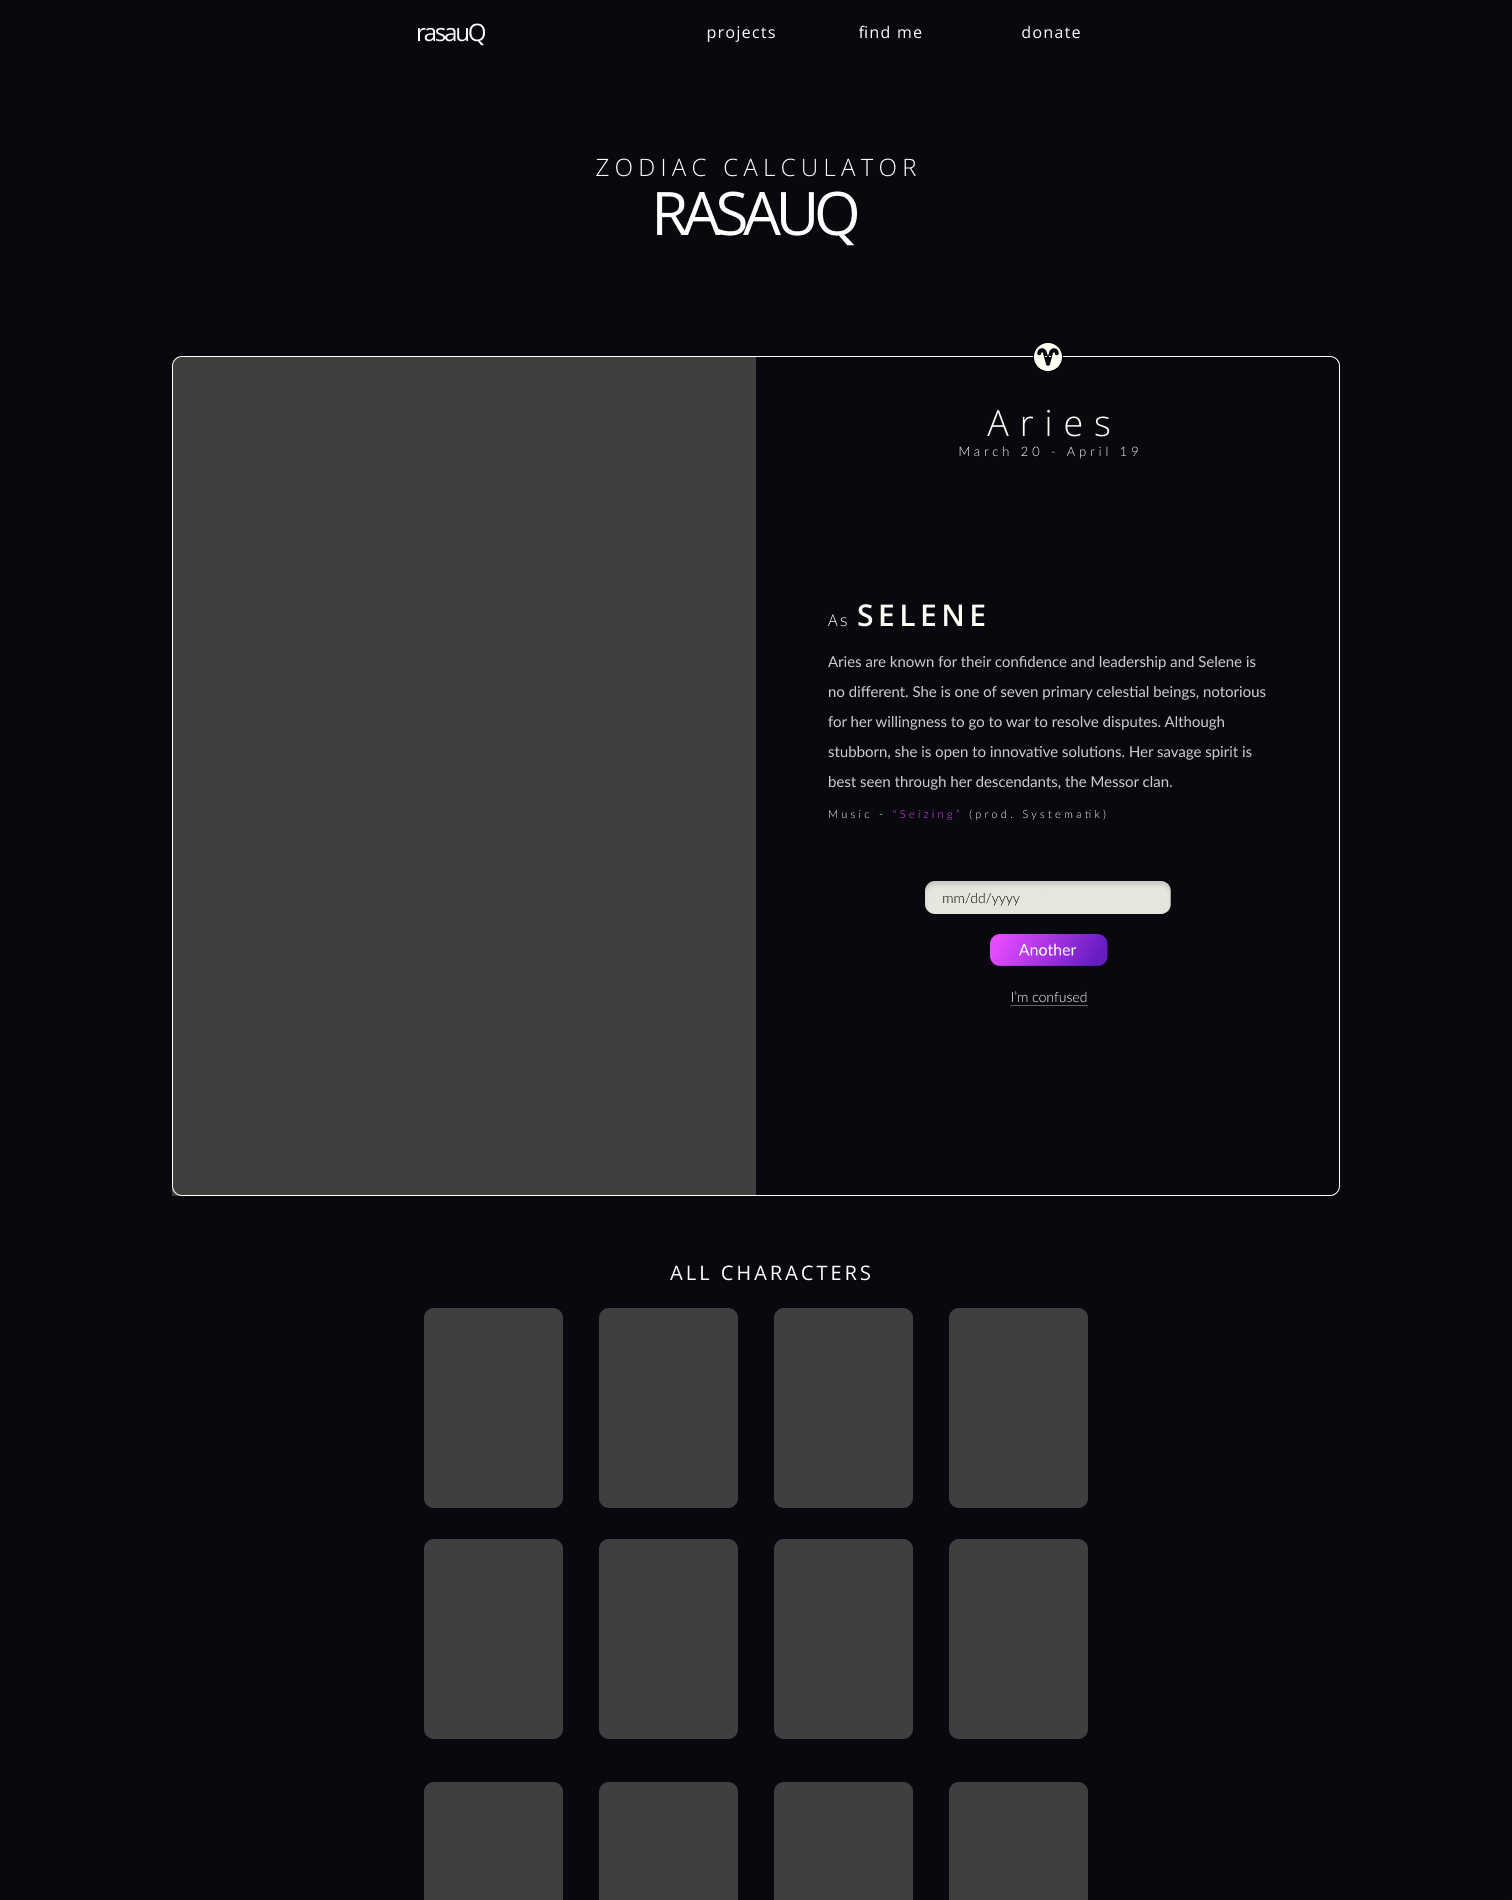 rasauQ projects find me donate
ZODIAC CALCULATOR
RASAUQ
Aries
March 20 - April 19
As SELENE
Aries are known for their confidence and leadership and Selene is
no different. She is one of seven primary celestial beings, notorious
for her willingness to go to war to resolve disputes. Although
stubborn, she is open to innovative solutions. Her savage spirit is
best seen through her descendants, the Messor clan.
Music - "Seizing" (prod. Systematik)
mm/dd/yyyy
Another
I'm confused
ALL CHARACTERS